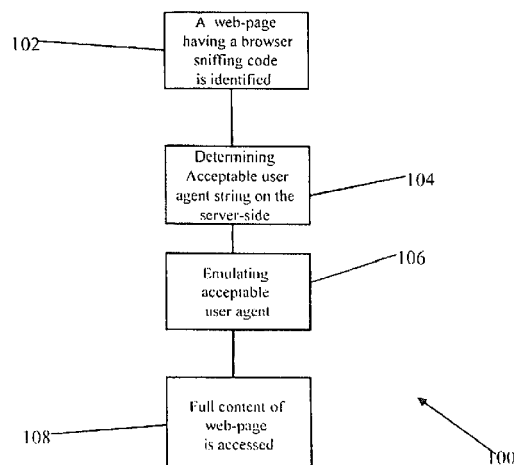 A web-page
having a browser
sniffing code
is identified
102
Determining
Acceptable user
agent string on the
server-side
104
Emulating
acceptable
user agent
106
Full content of
web-page
is accessed
108
100